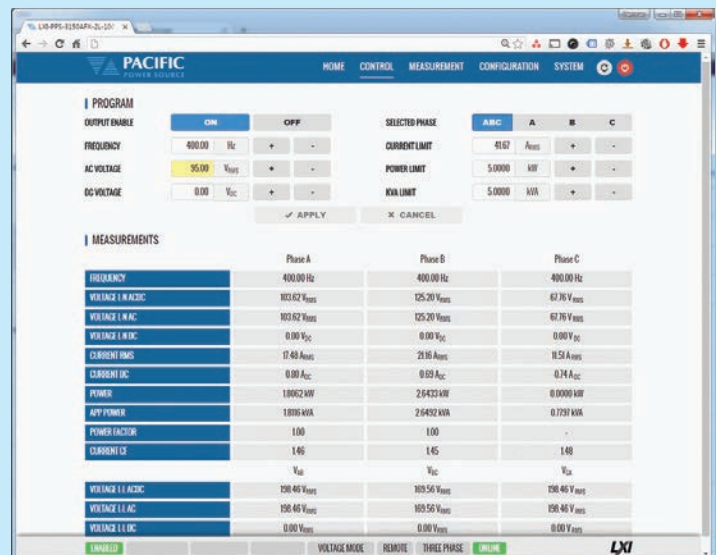 LXI-PPS-3150AFX-2L-10
PACIFIC
POWER SOURCE
HOME CONTROL MEASUREMENT CONFIGURATION SYSTEM
PROGRAM
OUTPUT ENABLE ON OFF SELECTED PHASE ABC A B C
FREQUENCY 400.00 Hz + - CURRENT LIMIT 41.67 ARMS + -
AC VOLTAGE 95.00 VRMS + - POWER LIMIT 5.0000 kW + -
DC VOLTAGE 0.00 VDC + - KVA LIMIT 5.0000 kVA + -
✓ APPLY X CANCEL
MEASUREMENTS
Phase A Phase B Phase C
FREQUENCY 400.00 Hz 400.00 Hz 400.00 Hz
VOLTAGE L.N ACDC 103.62 VRMS 125.20 VRMS 67.76 VRMS
VOLTAGE L.N AC 103.62 VRMS 125.20 VRMS 67.76 VRMS
VOLTAGE L.N DC 0.00 VDC 0.00 VDC 0.00 VDC
CURRENT RMS 17.48 ARMS 21.16 ARMS 11.51 ARMS
CURRENT DC 0.80 ADC 0.69 ADC 0.74 ADC
POWER 1.8062 kW 2.6433 kW 0.0000 kW
APP POWER 1.8116 kVA 2.6492 kVA 0.7797 kVA
POWER FACTOR 1.00 1.00 -
CURRENT CF 1.46 1.45 1.48
VAB VBC VCA
VOLTAGE L.L ACDC 198.46 VRMS 169.56 VRMS 198.46 VRMS
VOLTAGE L.L AC 198.46 VRMS 169.56 VRMS 198.46 VRMS
VOLTAGE L.L DC 0.00 VRMS 0.00 VRMS 0.00 VRMS
ENABLED VOLTAGE MODE REMOTE THREE PHASE ONLINE LXI